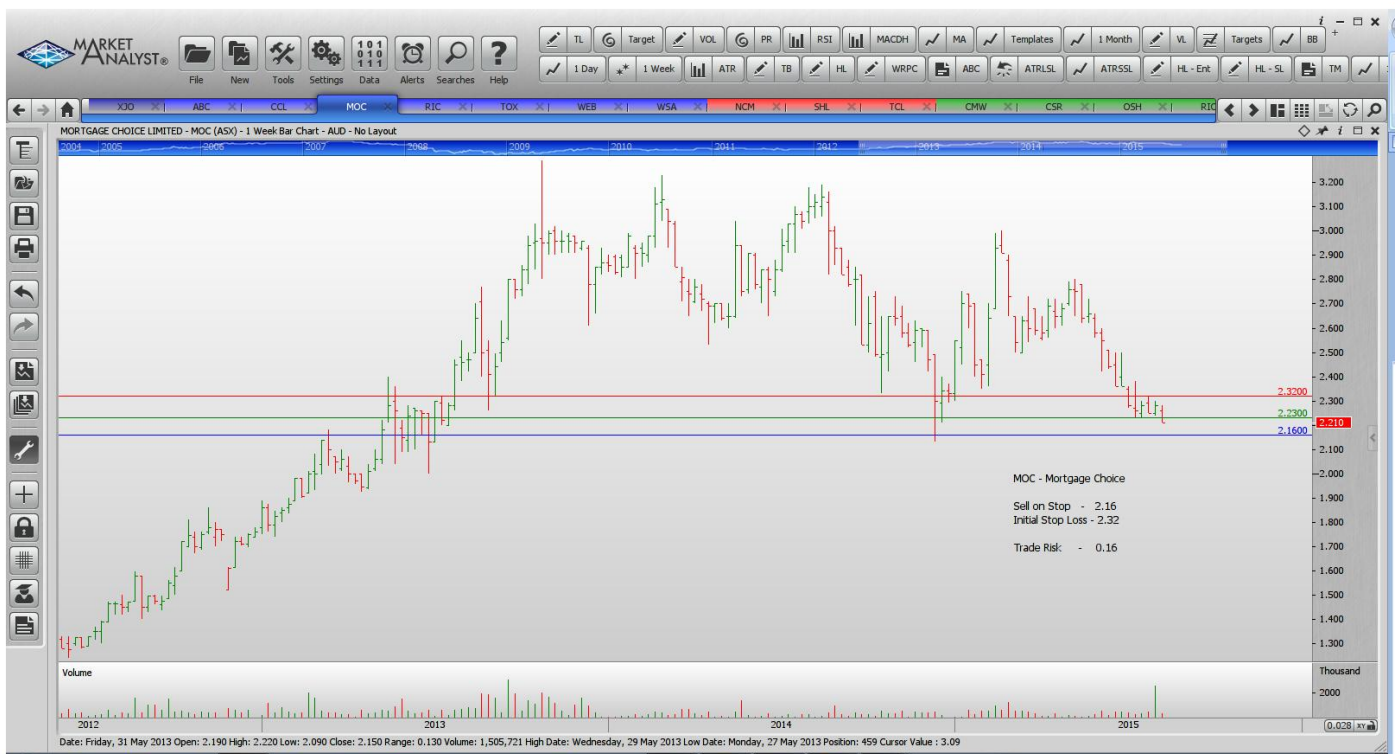 i
MARKET
ANALYST®
File New Tools Settings Data Alerts Searches Help
TL Target VOL PR RSI MACDH MA Templates 1 Month VL Targets BB
1 Day 1 Week ATR TB HL WRPC ABC ATRLSL ATRSSL HL - Ent HL - SL TM
XJO ABC CCL MOC RIC TOX WEB WSA NCM SHL TCL CMW CSR OSH RIO
MORTGAGE CHOICE LIMITED - MOC (ASX) - 1 Week Bar Chart - AUD - No Layout
2004 2005 2006 2007 2008 2009 2010 2011 2012 2013 2014 2015
3.200
3.100
3.000
2.900
2.800
2.700
2.600
2.500
2.400
2.3200
2.300
2.2300
2.210
2.1600
2.100
2.000
1.900
1.800
1.700
1.600
1.500
1.400
1.300
MOC - Mortgage Choice
Sell on Stop - 2.16
Initial Stop Loss - 2.32
Trade Risk - 0.16
Volume
Thousand
2000
2012 2013 2014 2015
0.028 XY
Date: Friday, 31 May 2013 Open: 2.190 High: 2.220 Low: 2.090 Close: 2.150 Range: 0.130 Volume: 1,505,721 High Date: Wednesday, 29 May 2013 Low Date: Monday, 27 May 2013 Position: 459 Cursor Value : 3.09